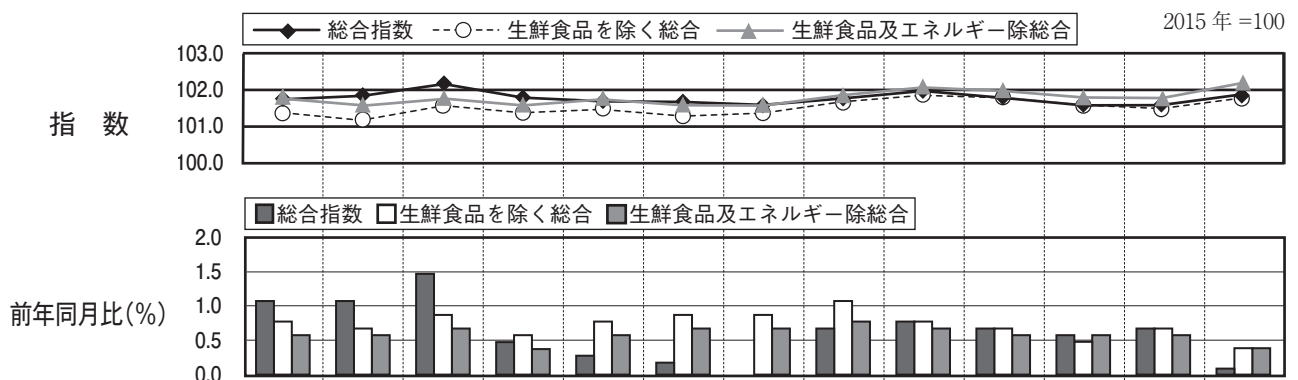 総合指数 生鮮食品を除く総合 生鮮食品及エネルギー除総合
2015 年 =100
103.0
102.0
指 数
101.0
100.0
総合指数 生鮮食品を除く総合 生鮮食品及エネルギー除総合
2.0
1.5
前年同月比(%)
1.0
0.5
0.0